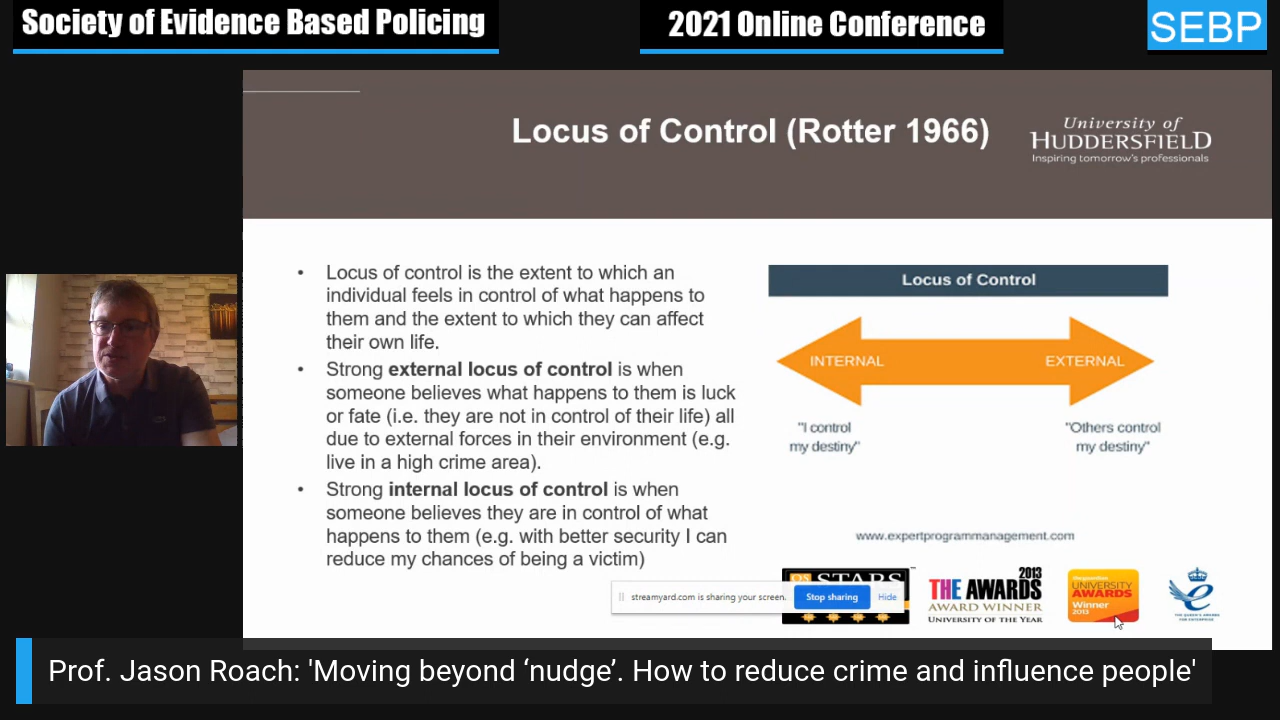 Society of Evidence Based Policing
2021 Online Conference
SEBP
Locus of Control (Rotter 1966)
University of
HUDDERSFIELD
Inspiring tomorrow's professionals
• Locus of control is the extent to which an
individual feels in control of what happens to
them and the extent to which they can affect
their own life.
• Strong external locus of control is when
someone believes what happens to them is luck
or fate (i.e. they are not in control of their life) all
due to external forces in their environment (e.g.
live in a high crime area).
• Strong internal locus of control is when
someone believes they are in control of what
happens to them (e.g. with better security I can
reduce my chances of being a victim)
Locus of Control
INTERNAL
EXTERNAL
"I control
my destiny"
"Others control
my destiny"
www.expertprogrammanagement.com
STARS
streamyard.com is sharing your screen.
Stop sharing
Hide
2013
THE AWARDS
AWARD WINNER
UNIVERSITY OF THE YEAR
UNIVERSITY
AWARDS
Winner
2013
THE QUEEN'S AWARDS
FOR ENTERPRISE
Prof. Jason Roach: 'Moving beyond ‘nudge’. How to reduce crime and influence people'